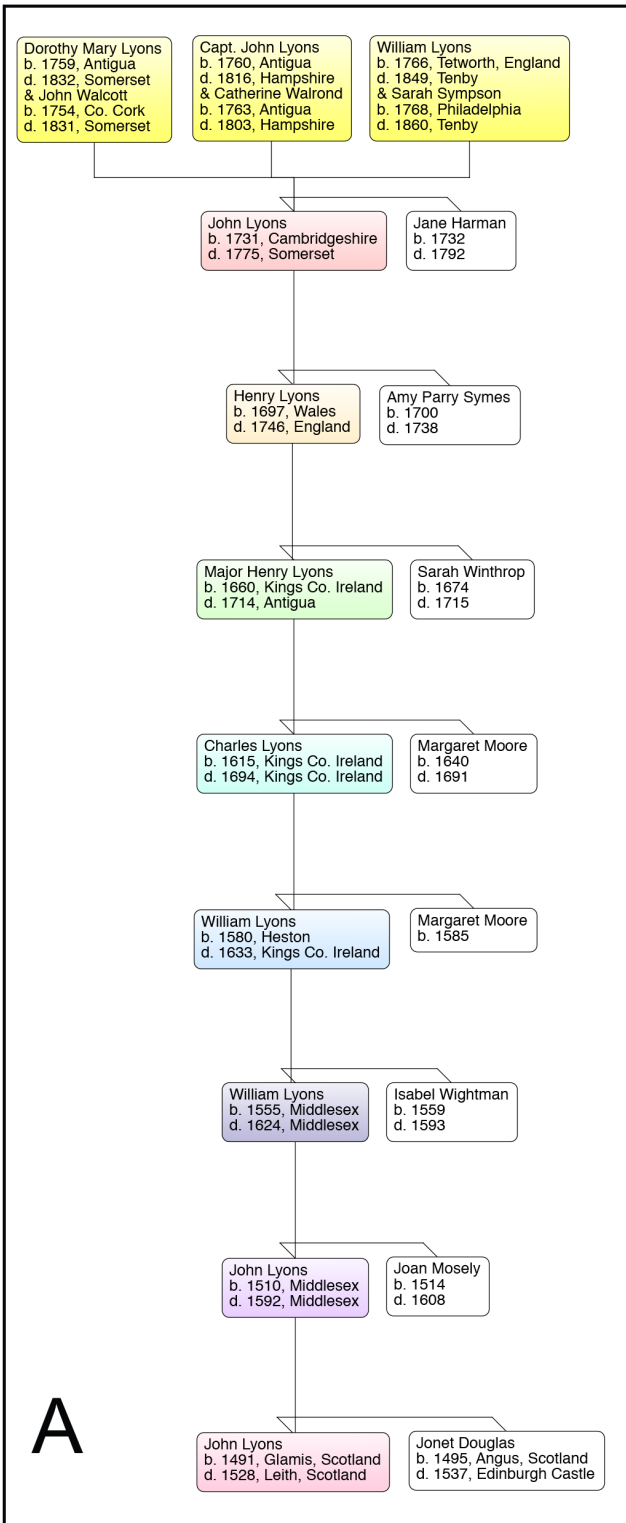 Dorothy Mary Lyons
b. 1759, Antigua
d. 1832, Somerset
& John Walcott
b. 1754, Co. Cork
d. 1831, Somerset
Capt. John Lyons
b. 1760, Antigua
d. 1816, Hampshire
& Catherine Walrond
b. 1763, Antigua
d. 1803, Hampshire
William Lyons
b. 1766, Tetworth, England
d. 1849, Tenby
& Sarah Sympson
b. 1768, Philadelphia
d. 1860, Tenby
John Lyons
b. 1731, Cambridgeshire
d. 1775, Somerset
Jane Harman
b. 1732
d. 1792
Henry Lyons
b. 1697, Wales
d. 1746, England
Amy Parry Symes
b. 1700
d. 1738
Major Henry Lyons
b. 1660, Kings Co. Ireland
d. 1714, Antigua
Sarah Winthrop
b. 1674
d. 1715
Charles Lyons
b. 1615, Kings Co. Ireland
d. 1694, Kings Co. Ireland
Margaret Moore
b. 1640
d. 1691
William Lyons
b. 1580, Heston
d. 1633, Kings Co. Ireland
Margaret Moore
b. 1585
William Lyons
b. 1555, Middlesex
d. 1624, Middlesex
Isabel Wightman
b. 1559
d. 1593
John Lyons
b. 1510, Middlesex
d. 1592, Middlesex
Joan Mosely
b. 1514
d. 1608
John Lyons
b. 1491, Glamis, Scotland
d. 1528, Leith, Scotland
Jonet Douglas
b. 1495, Angus, Scotland
d. 1537, Edinburgh Castle
A